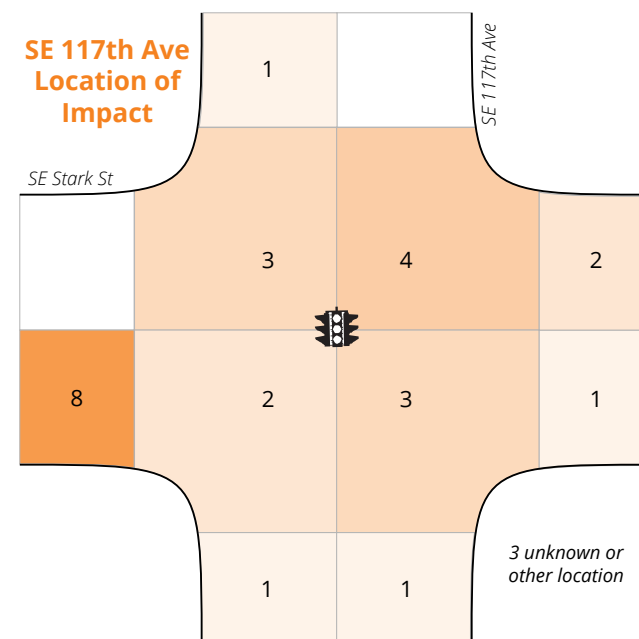 SE 117th Ave
Location of
Impact
SE 117th Ave
SE Stark St
1
3
4
2
8
2
3
1
1
1
3 unknown or
other location